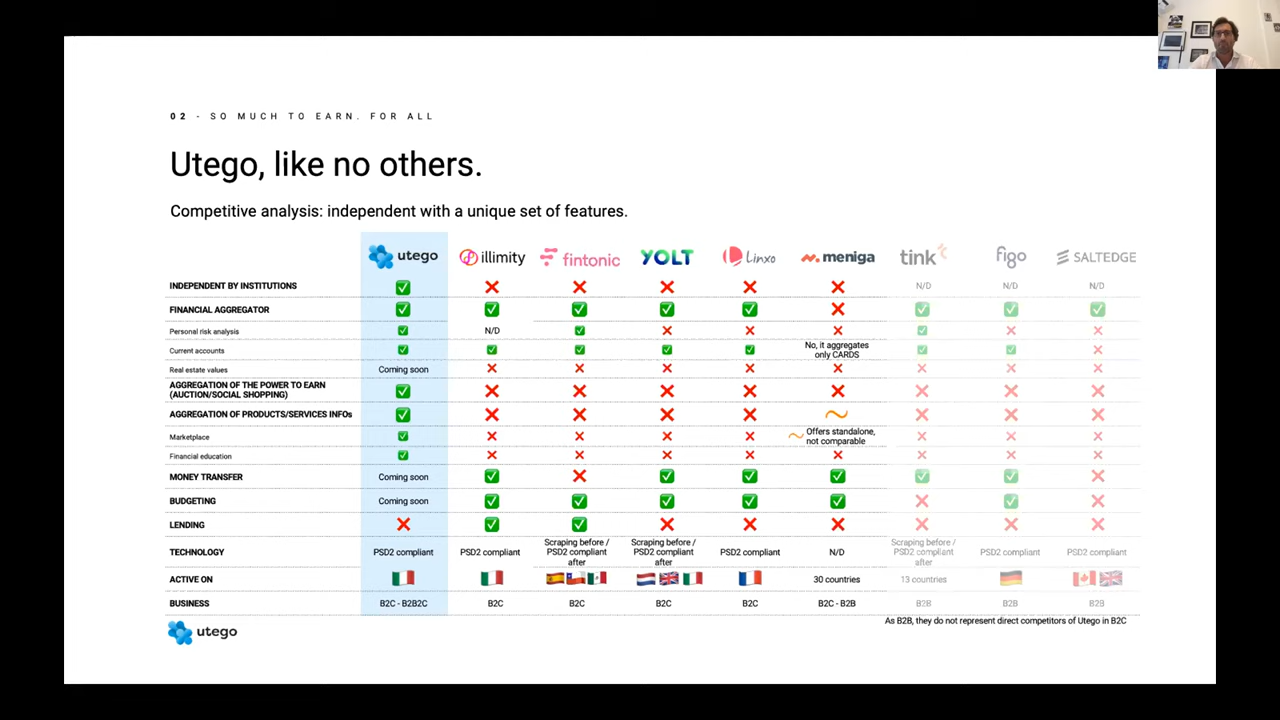 02 - SO MUCH TO EARN. FOR ALL
Utego, like no others.
Competitive analysis: independent with a unique set of features.
utego illimity fintonic YOLT Linxo meniga tink figo SALTEDGE
INDEPENDENT BY INSTITUTIONS N/D N/D N/D
FINANCIAL AGGREGATOR
Personal risk analysis N/D
Current accounts No, it aggregates
only CARDS
Real estate values Coming soon
AGGREGATION OF THE POWER TO EARN
(AUCTION/SOCIAL SHOPPING)
AGGREGATION OF PRODUCTS/SERVICES INFOs
Marketplace Offers standalone,
not comparable
Financial education
MONEY TRANSFER Coming soon
BUDGETING Coming soon
LENDING
Scraping before / Scraping before / Scraping before /
TECHNOLOGY PSD2 compliant PSD2 compliant PSD2 compliant PSD2 compliant PSD2 compliant N/D PSD2 compliant PSD2 compliant PSD2 compliant
after after after
ACTIVE ON 30 countries 13 countries
BUSINESS B2C - B2B2C B2C B2C B2C B2C B2C - B2B B2B B2B B2B
As B2B, they do not represent direct competitors of Utego in B2C
utego